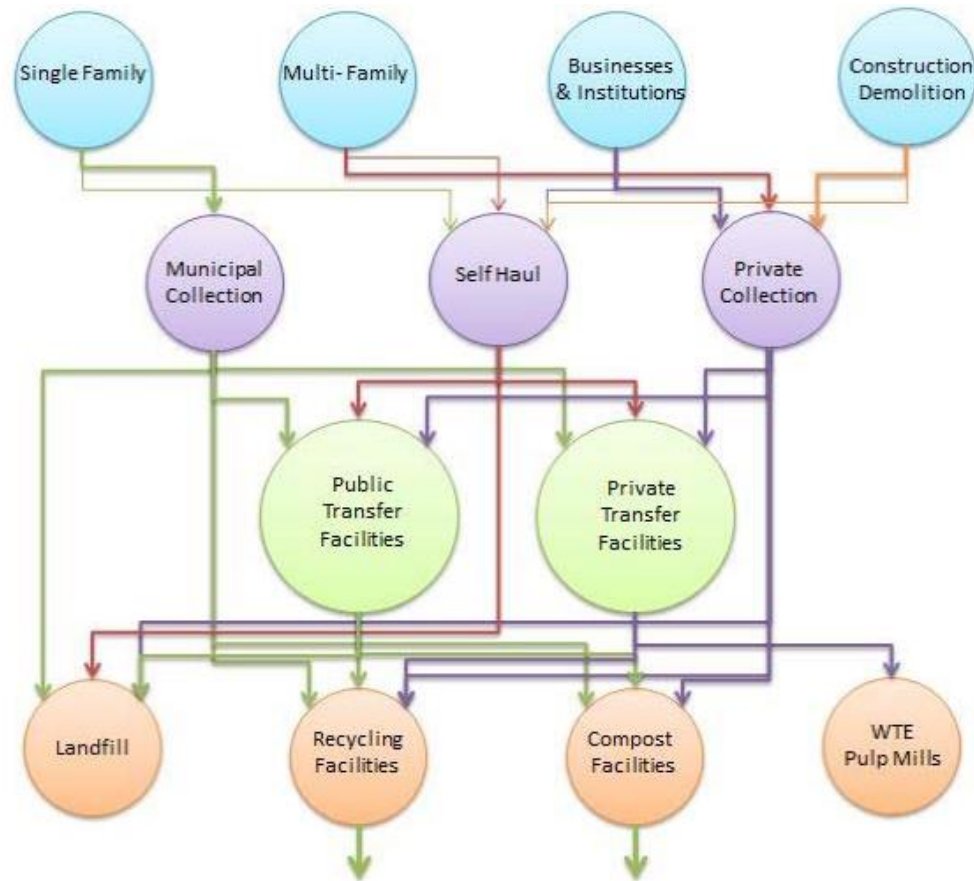 Single Family
Multi- Family
Businesses
& Institutions
Construction
Demolition
Municipal
Collection
Self Haul
Private
Collection
Public
Transfer
Facilities
Private
Transfer
Facilities
Landfill
Recycling
Facilities
Compost
Facilities
WTE
Pulp Mills